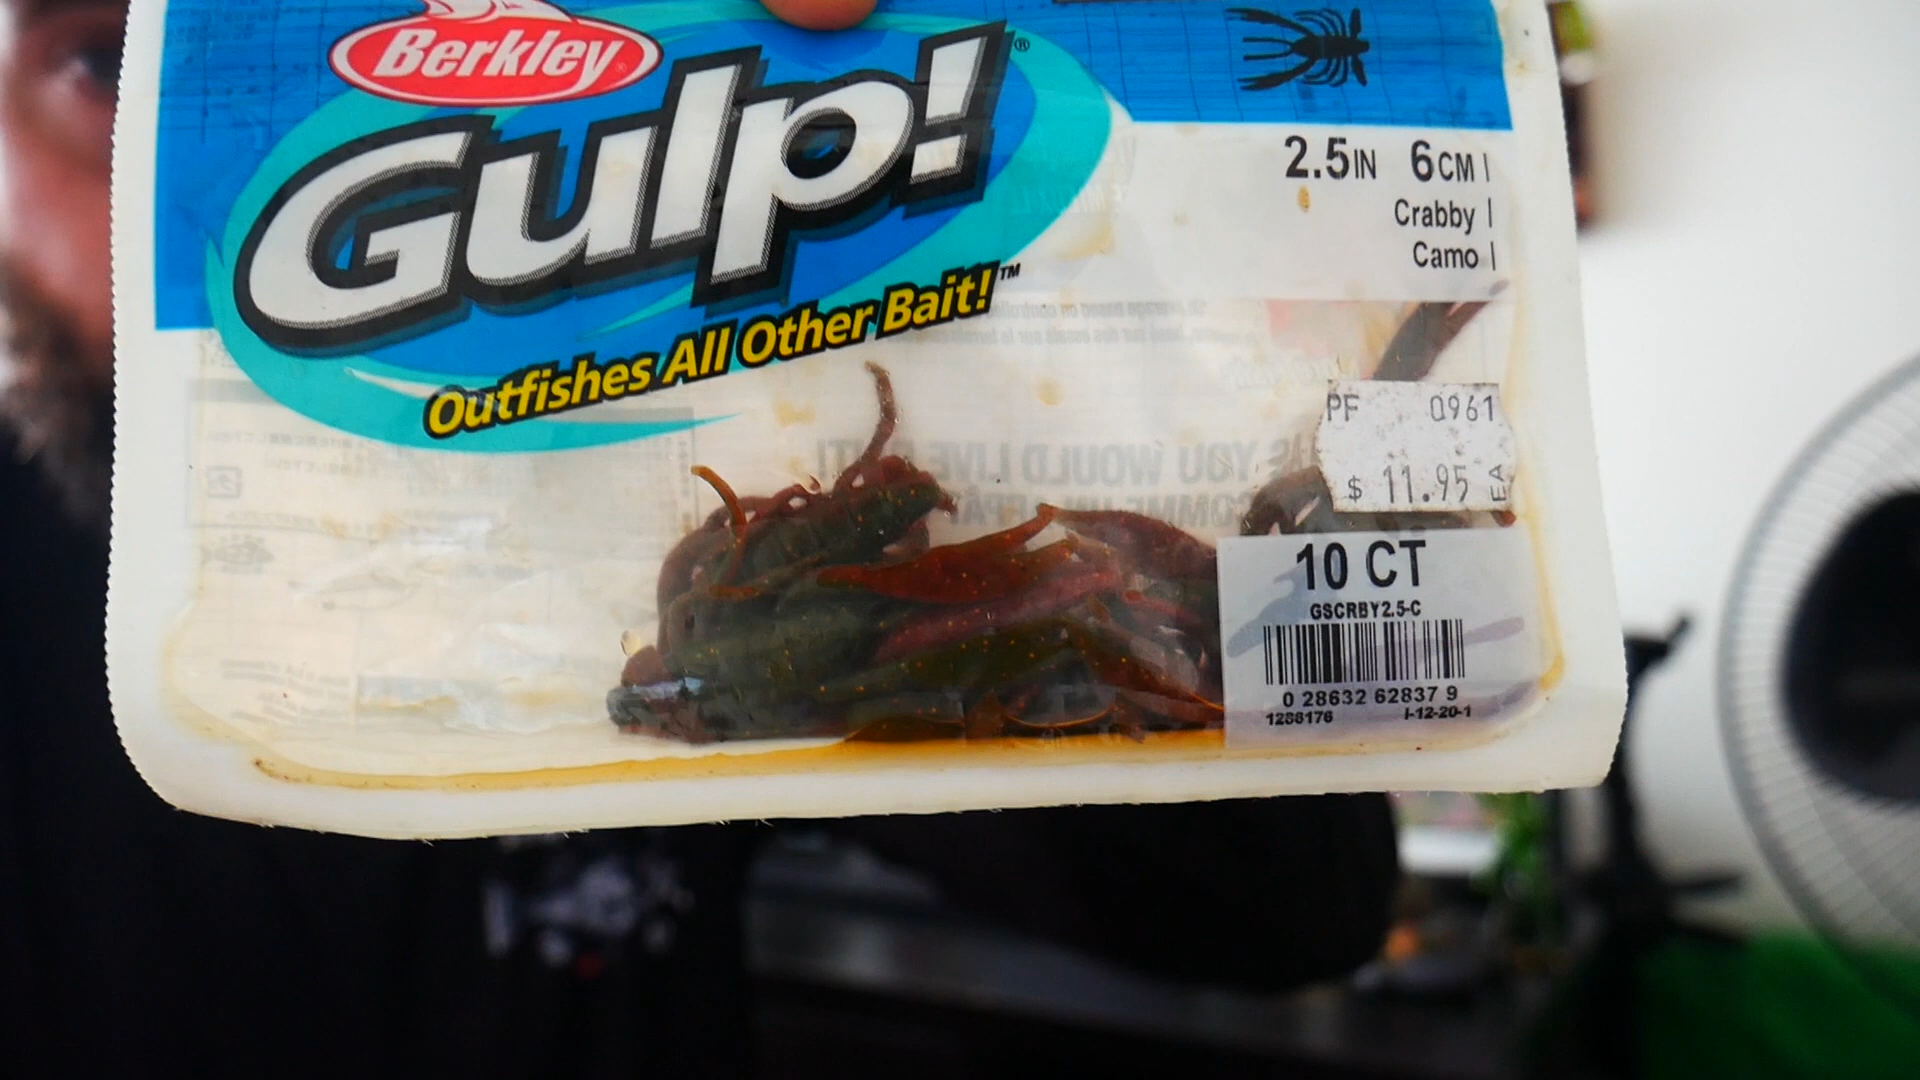 Berkley
Gulp!®
Outfishes All Other Bait!™
2.5IN 6CM
Crabby
Camo
PF 0961
$ 11.95 EA
10 CT
GSCRBY2.5-C
0 28632 62837 9
1288176 I-12-20-1